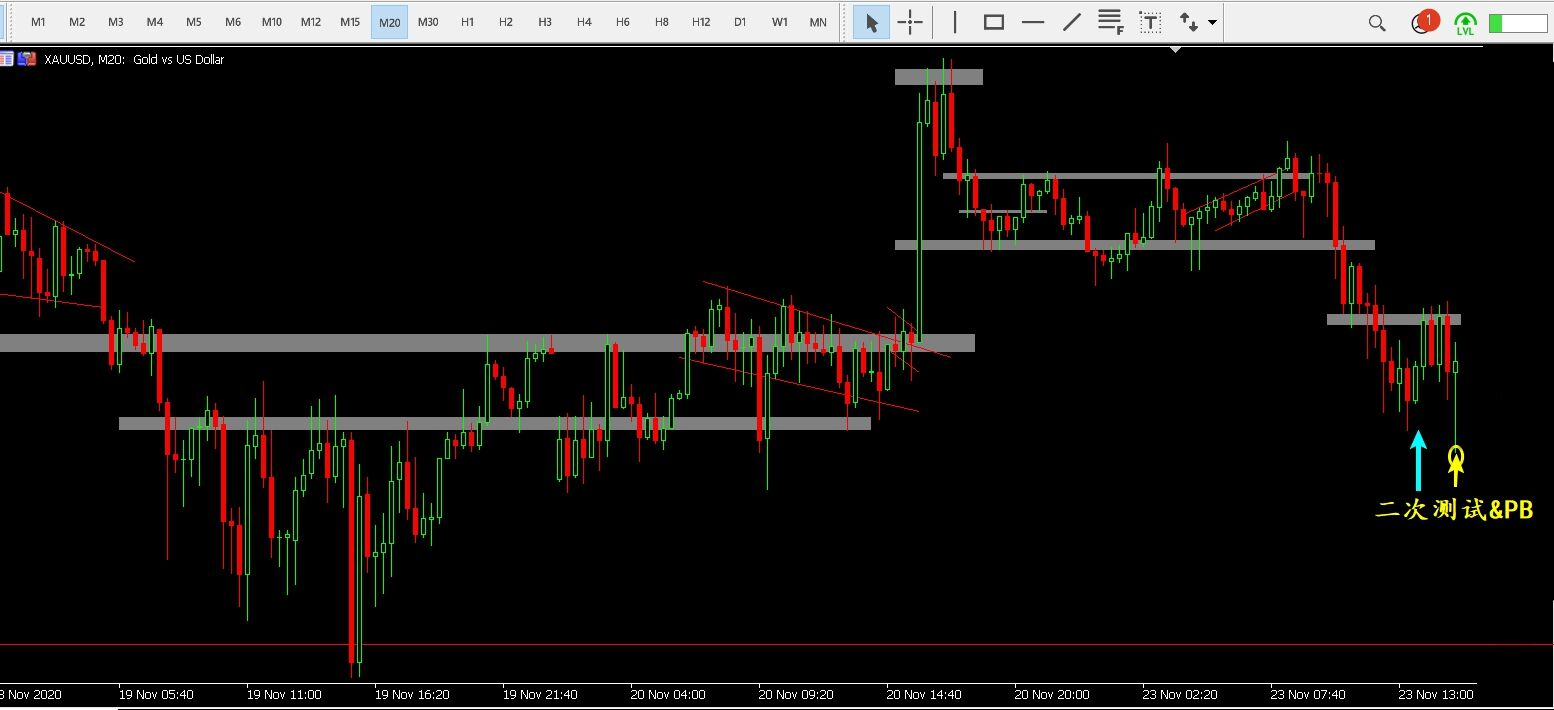 M1 M2 M3 M4 M5 M6 M10 M12 M15 M20 M30 H1 H2 H3 H4 H6 H8 H12 D1 W1 MN F T 1 LVL
XAUUSD, M20: Gold vs US Dollar
二次测试&PB
8 Nov 2020 19 Nov 05:40 19 Nov 11:00 19 Nov 16:20 19 Nov 21:40 20 Nov 04:00 20 Nov 09:20 20 Nov 14:40 20 Nov 20:00 23 Nov 02:20 23 Nov 07:40 23 Nov 13:00